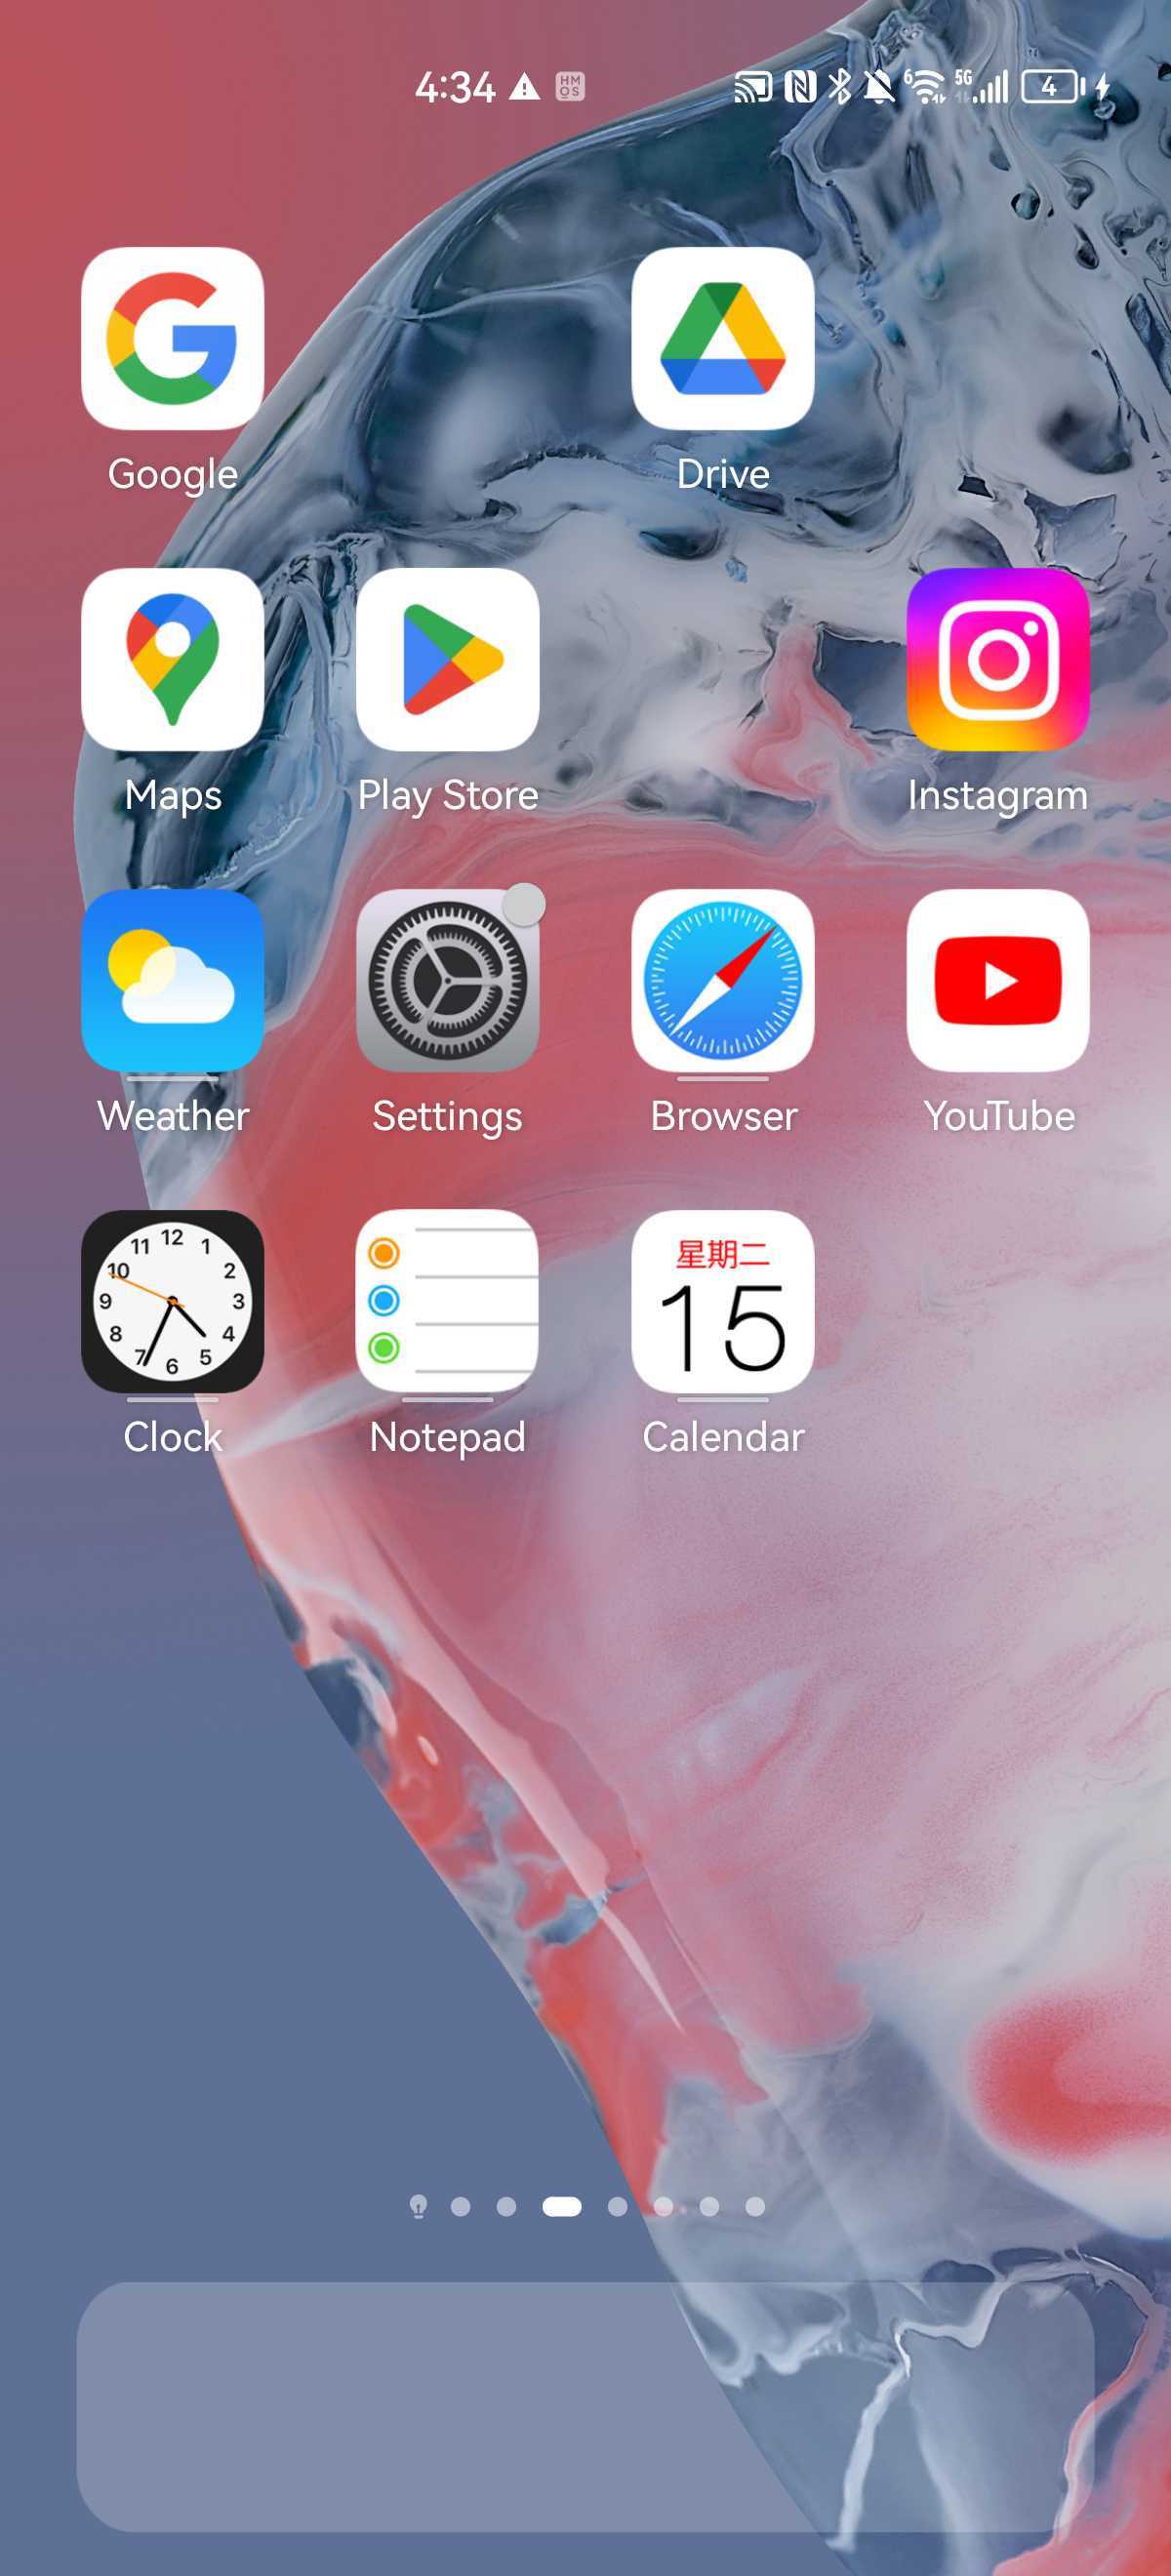 4:34 HM OS 6 5G 4
Google Drive
Maps Play Store Instagram
Weather Settings Browser YouTube
12 1 2 3 4 5 6 7 8 9 10 11
星期二
15
Clock Notepad Calendar